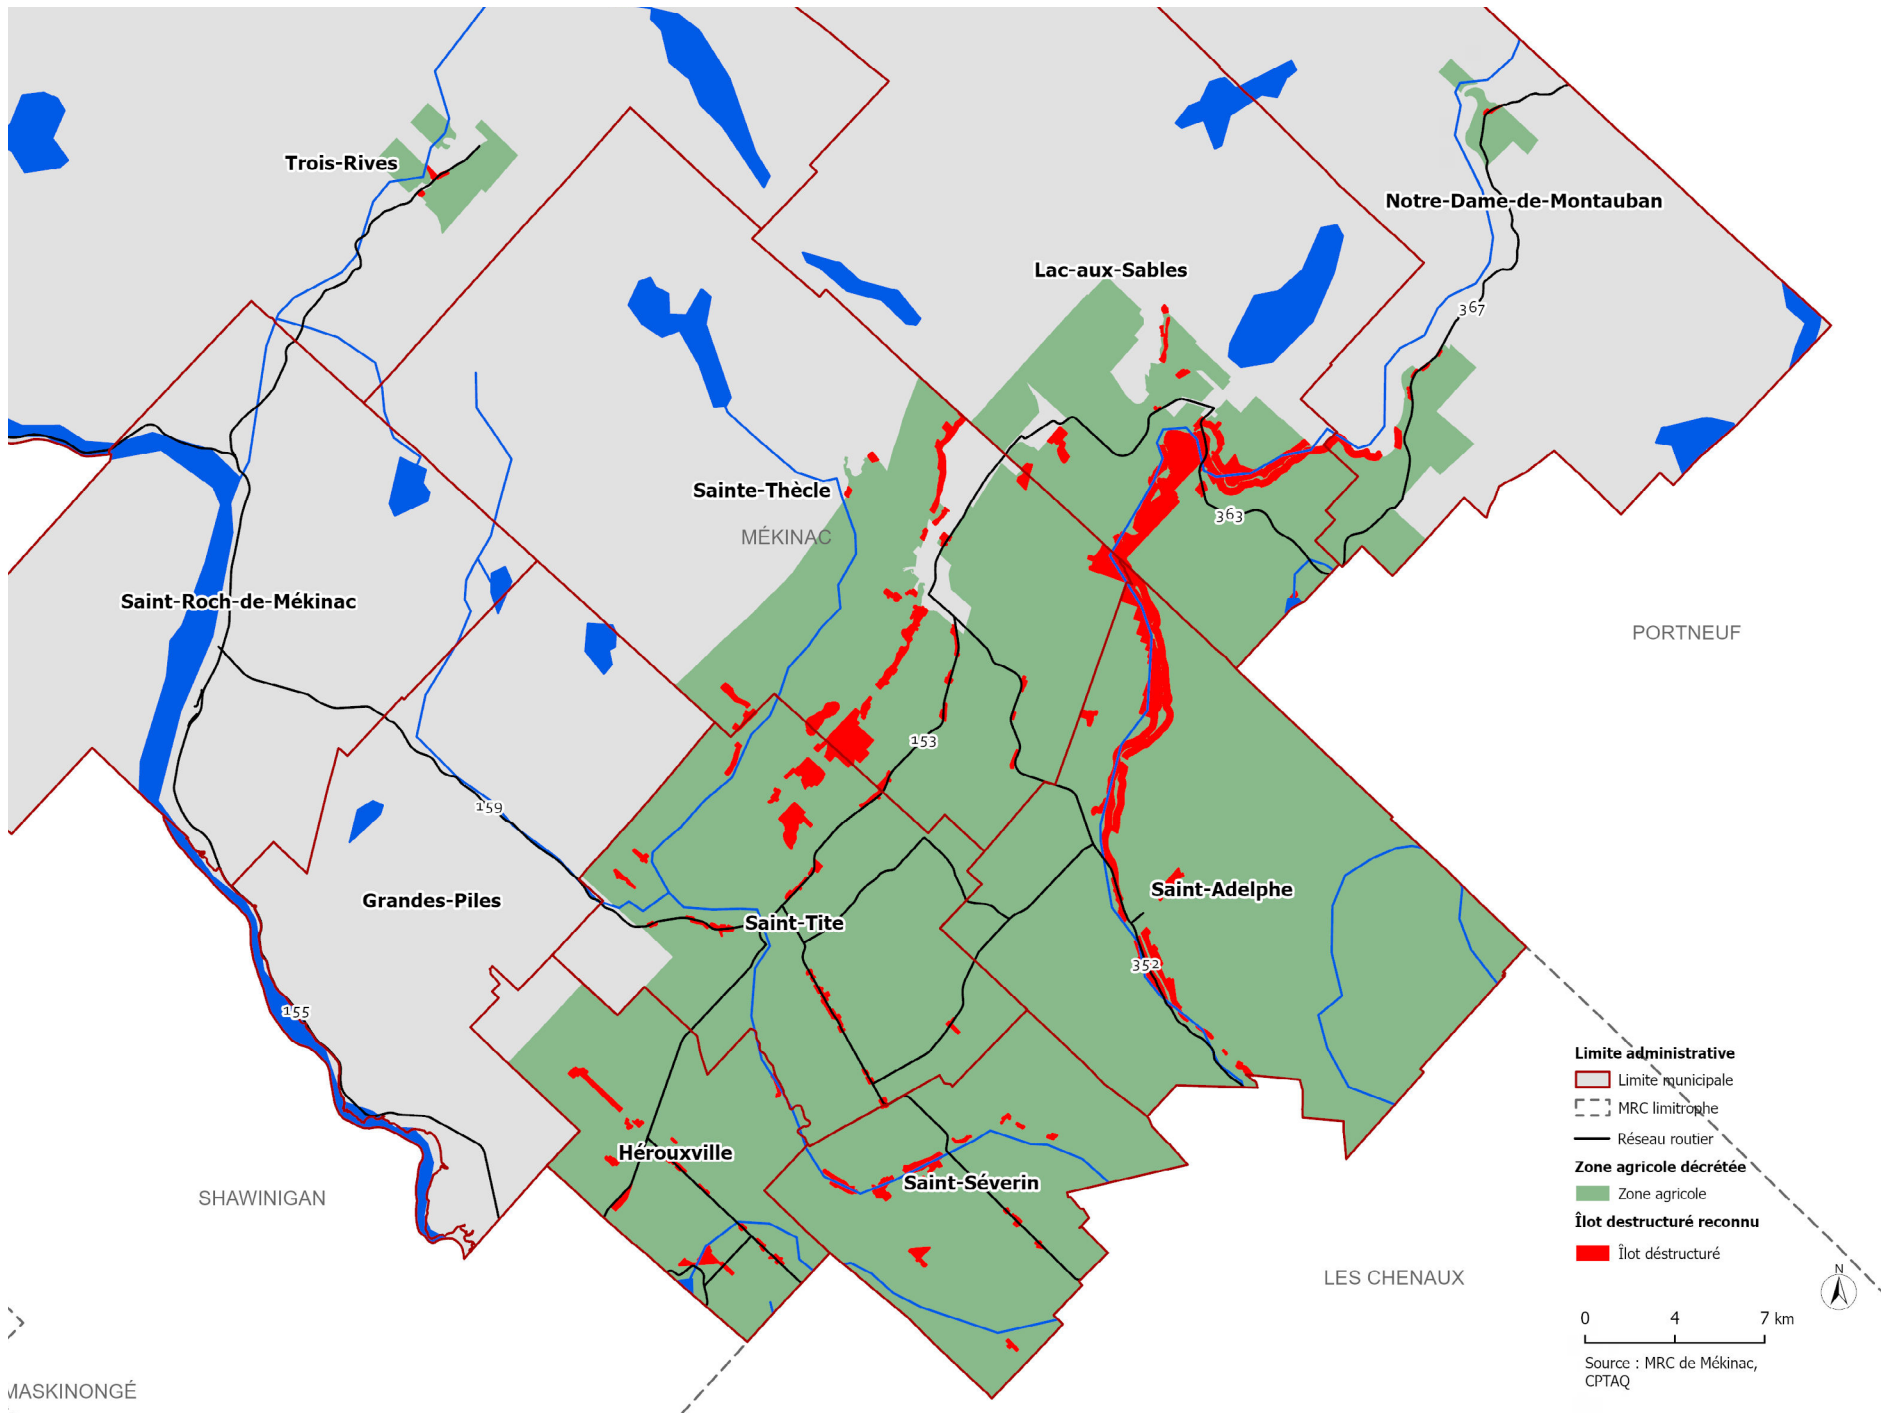 Trois-Rives
Notre-Dame-de-Montauban
Lac-aux-Sables
367
Sainte-Thècle
363
MÉKINAC
Saint-Roch-de-Mékinac
PORTNEUF
153
159
Grandes-Piles
Saint-Adelphe
Saint-Tite
352
155
Hérouxville
Saint-Séverin
SHAWINIGAN
LES CHENAUX
MASKINONGÉ
Limite administrative
Limite municipale
MRC limitrophe
Réseau routier
Zone agricole décrétée
Zone agricole
Îlot destructuré reconnu
Îlot déstructuré
N
0 4 7 km
Source : MRC de Mékinac,
CPTAQ